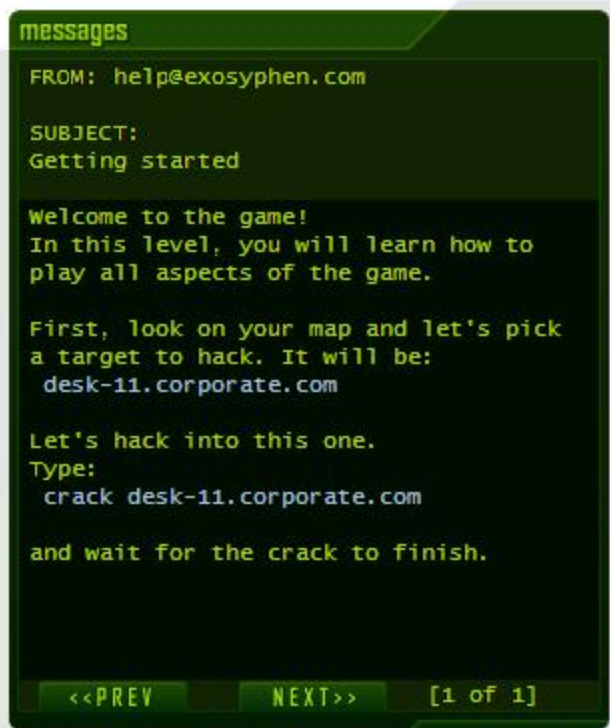 messages
FROM: help@exosyphen.com
SUBJECT:
Getting started
Welcome to the game!
In this level, you will learn how to
play all aspects of the game.
First, look on your map and let's pick
a target to hack. It will be:
desk-11.corporate.com
Let's hack into this one.
Type:
crack desk-11.corporate.com
and wait for the crack to finish.
<<PREV NEXT>> [1 of 1]